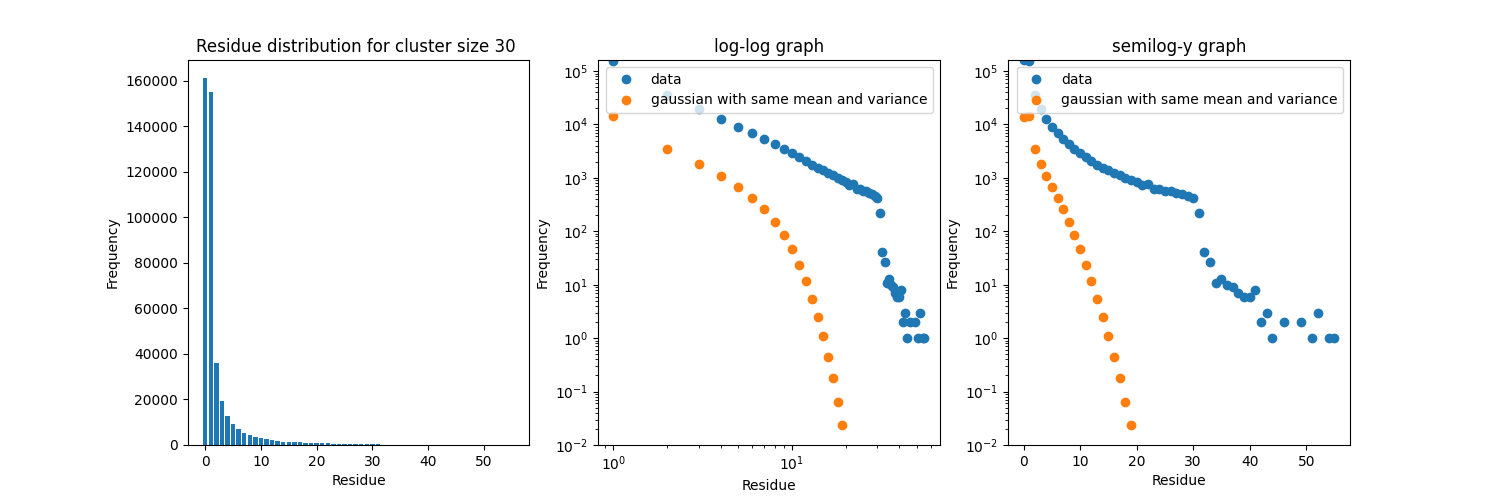 Residue distribution for cluster size 30
160000
140000
120000
100000
80000
60000
40000
20000
0
0 10 20 30 40 50
Residue
Frequency
log-log graph
data
gaussian with same mean and variance
10^5
10^4
10^3
10^2
10^1
10^0
10^-1
10^-2
10^0 10^1
Residue
Frequency
semilog-y graph
data
gaussian with same mean and variance
10^5
10^4
10^3
10^2
10^1
10^0
10^-1
10^-2
0 10 20 30 40 50
Residue
Frequency